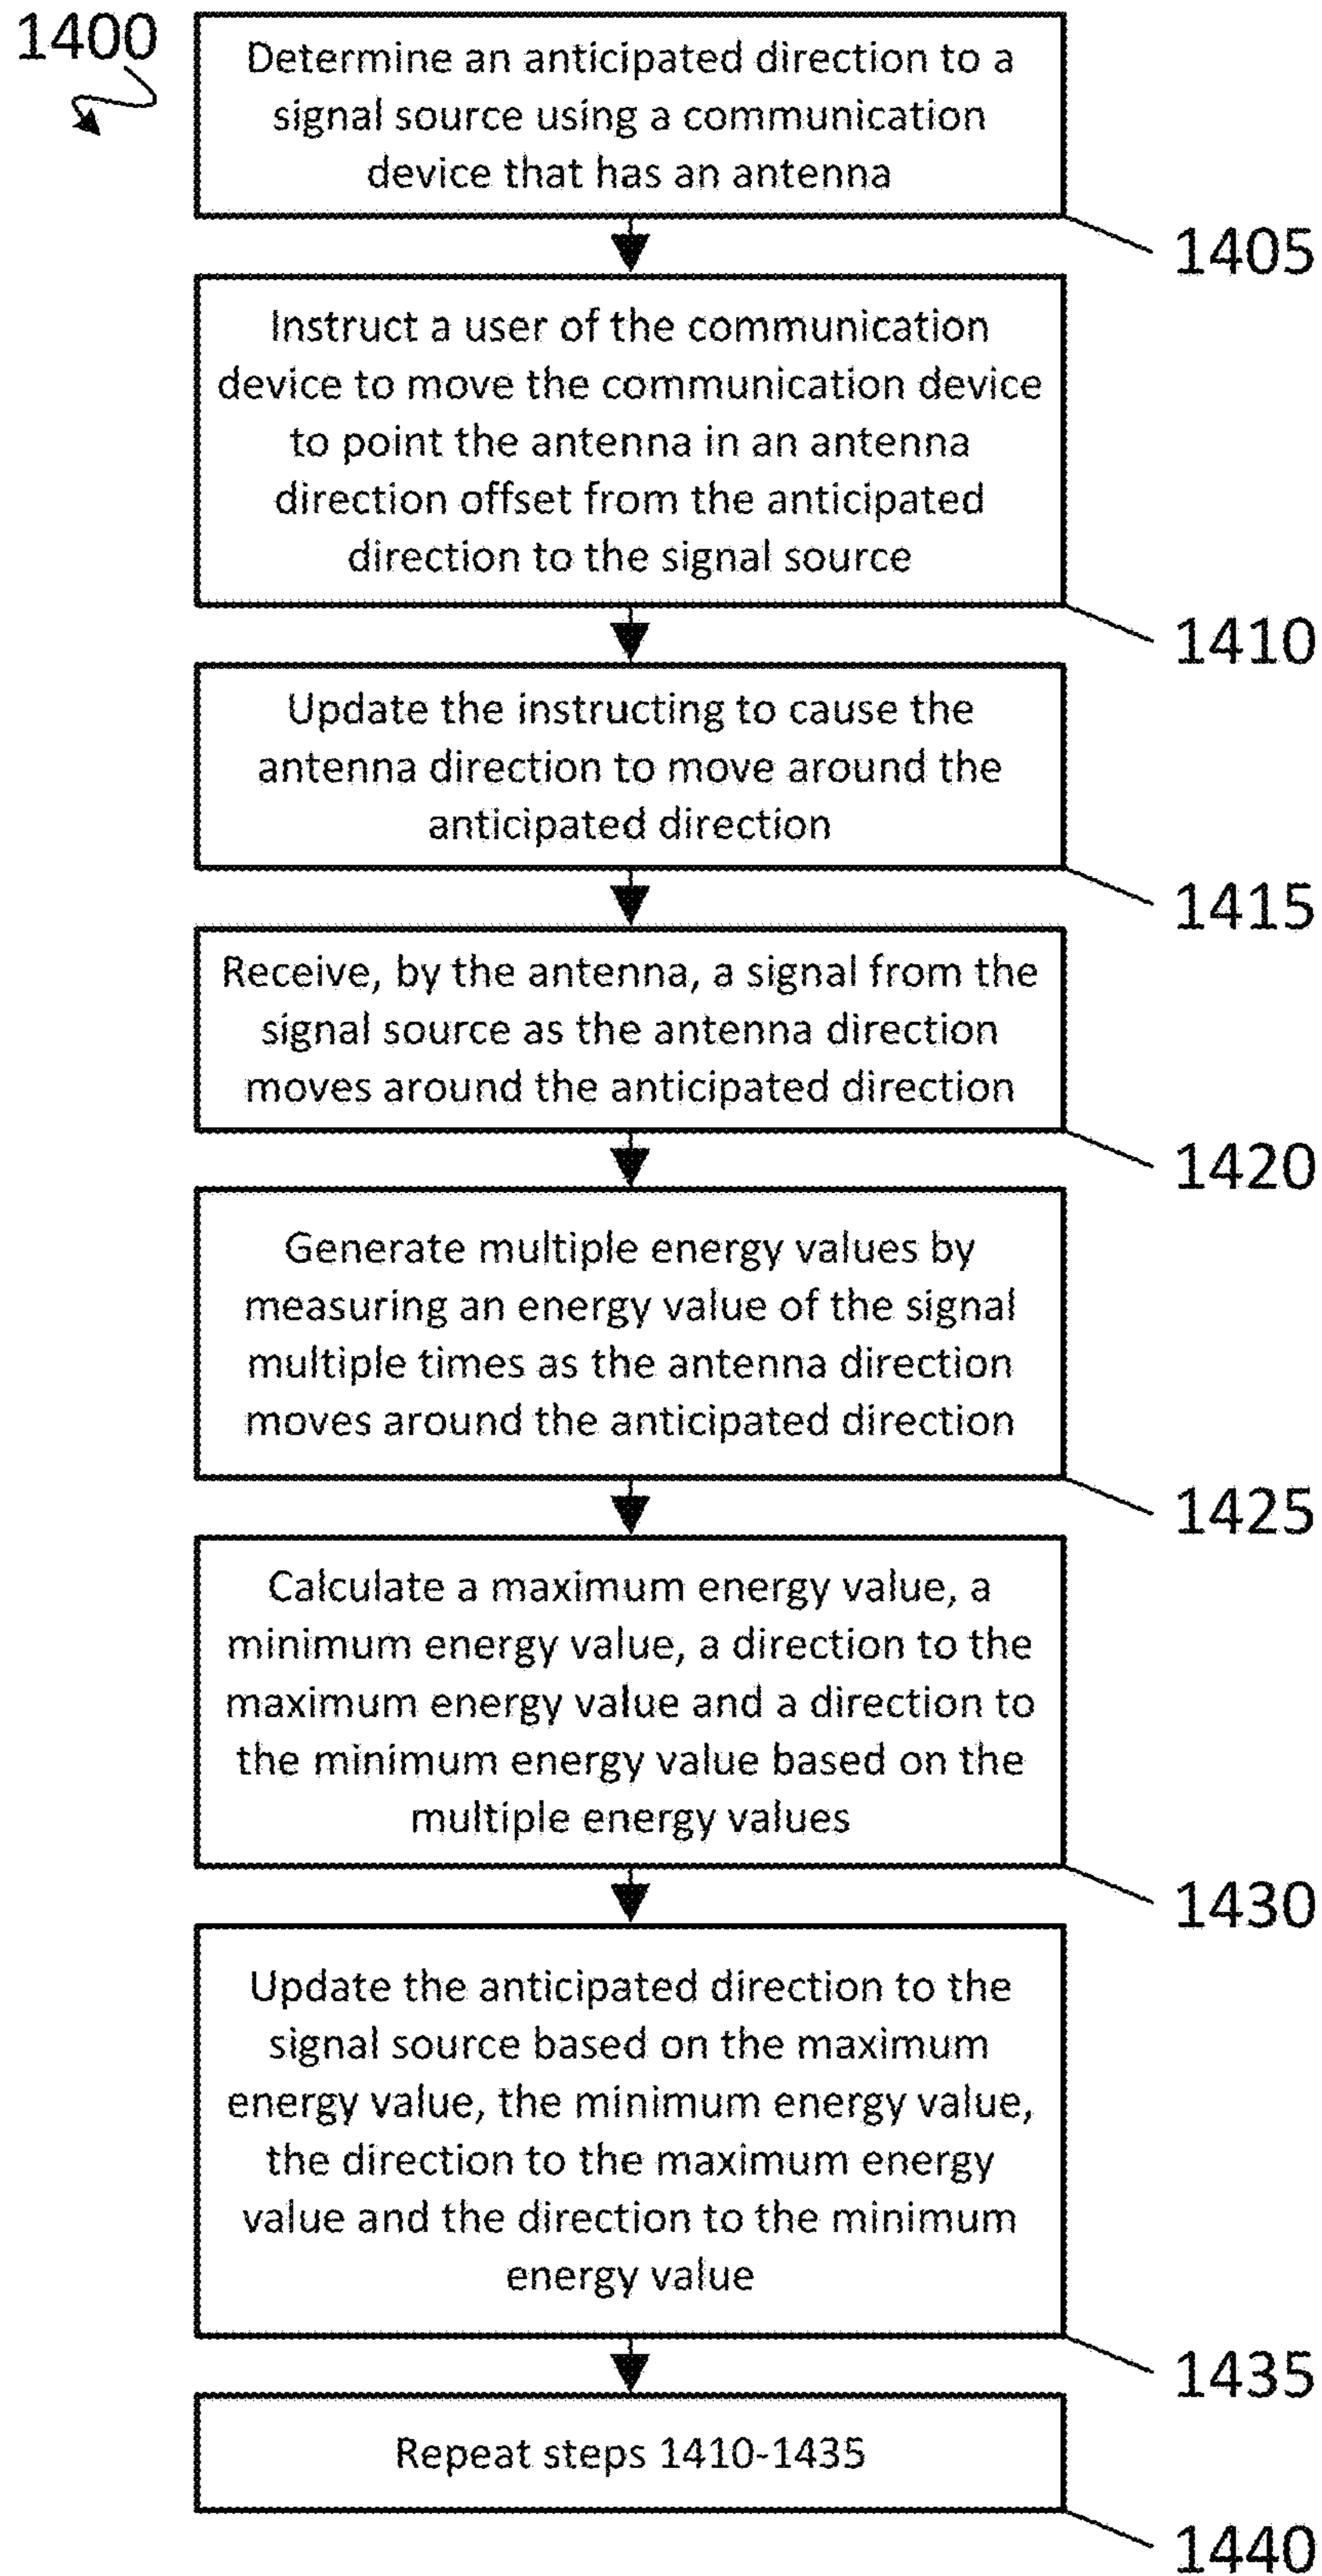 1400
Determine an anticipated direction to a
signal source using a communication
device that has an antenna
1405
Instruct a user of the communication
device to move the communication device
to point the antenna in an antenna
direction offset from the anticipated
direction to the signal source
1410
Update the instructing to cause the
antenna direction to move around the
anticipated direction
1415
Receive, by the antenna, a signal from the
signal source as the antenna direction
moves around the anticipated direction
1420
Generate multiple energy values by
measuring an energy value of the signal
multiple times as the antenna direction
moves around the anticipated direction
1425
Calculate a maximum energy value, a
minimum energy value, a direction to the
maximum energy value and a direction to
the minimum energy value based on the
multiple energy values
1430
Update the anticipated direction to the
signal source based on the maximum
energy value, the minimum energy value,
the direction to the maximum energy
value and the direction to the minimum
energy value
1435
Repeat steps 1410-1435
1440